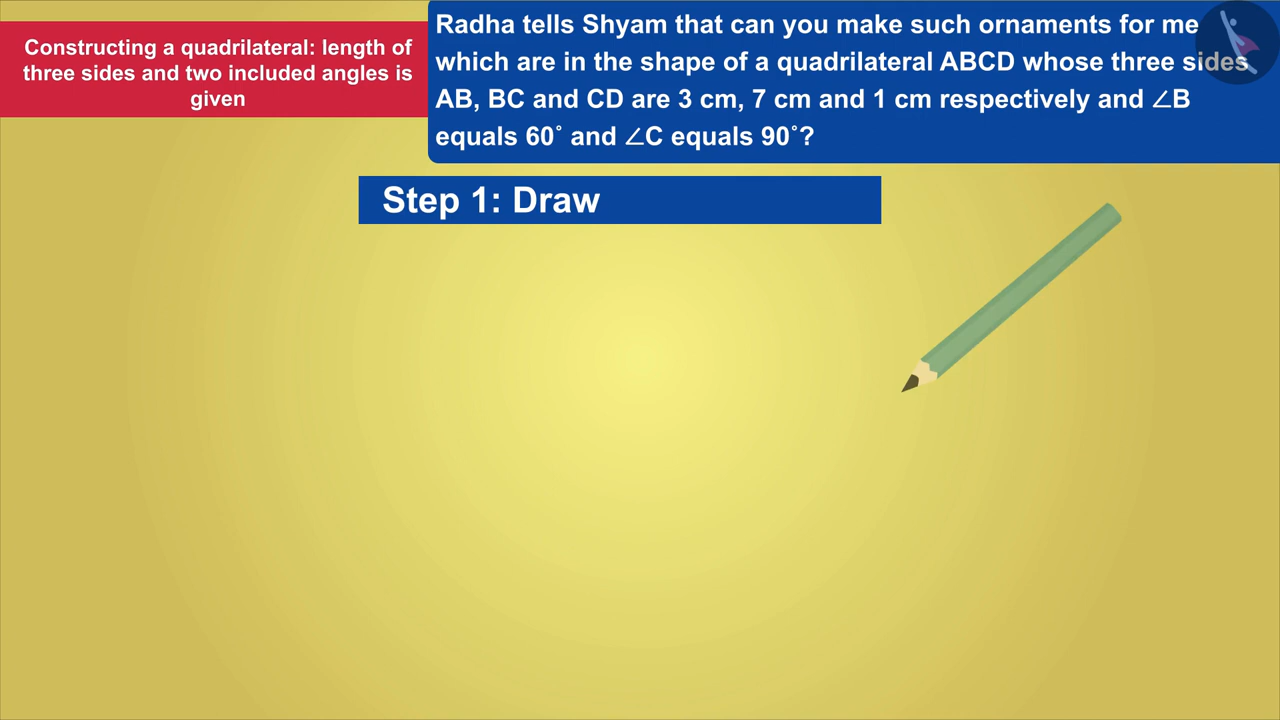 Constructing a quadrilateral: length of
three sides and two included angles is
given
Radha tells Shyam that can you make such ornaments for me
which are in the shape of a quadrilateral ABCD whose three sides
AB, BC and CD are 3 cm, 7 cm and 1 cm respectively and ∠B
equals 60˚ and ∠C equals 90˚?
Step 1: Draw